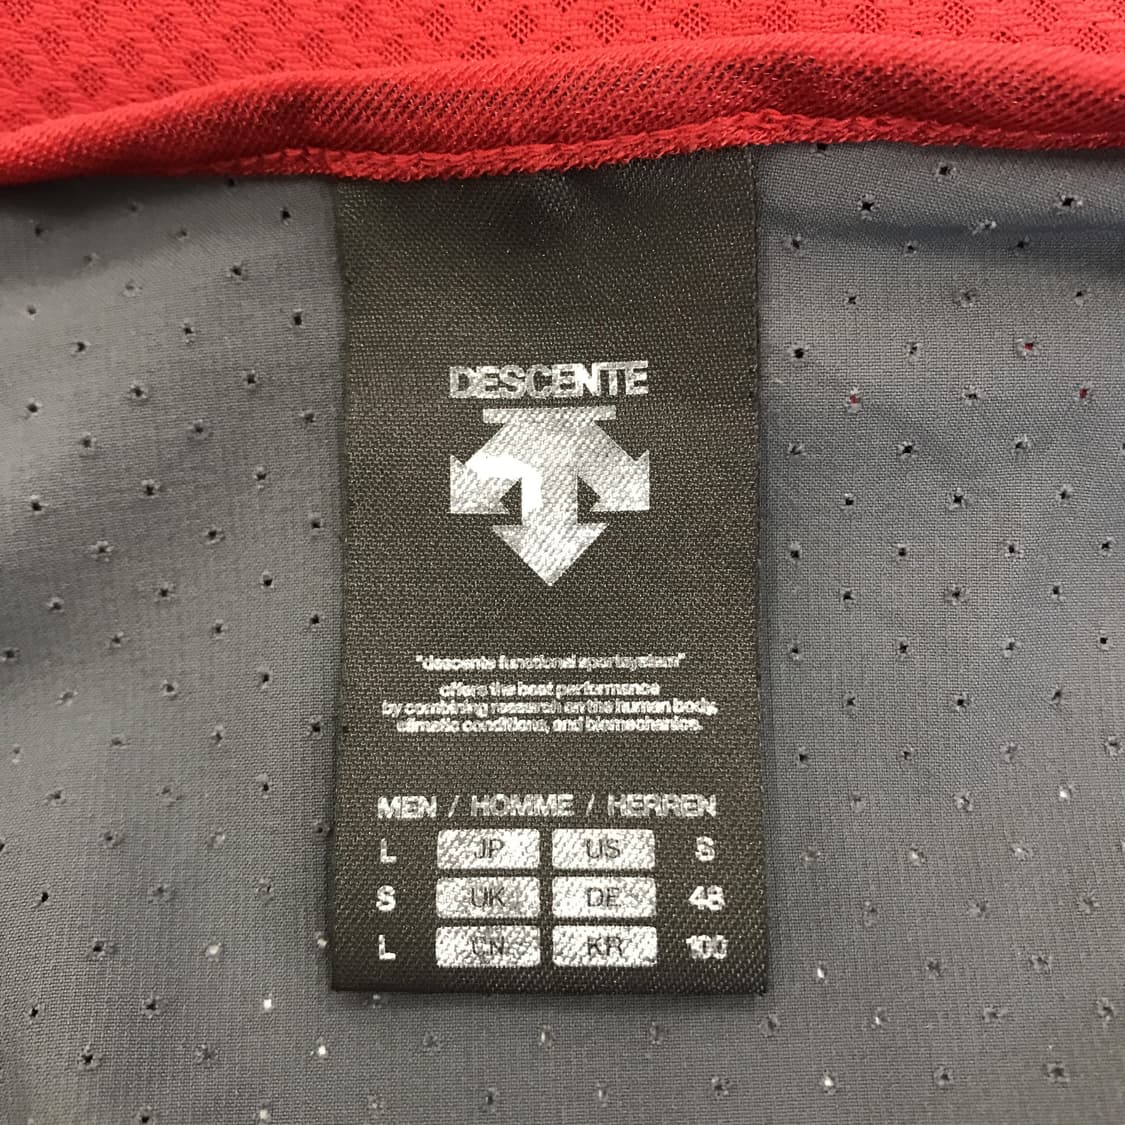 DESCENTE
"descente functional sportsystem"
offers the best performance
by combining research on the human body,
climatic conditions, and biomechanics.
MEN / HOMME / HERREN
L JP US S
S UK DE 48
L CN KR 100